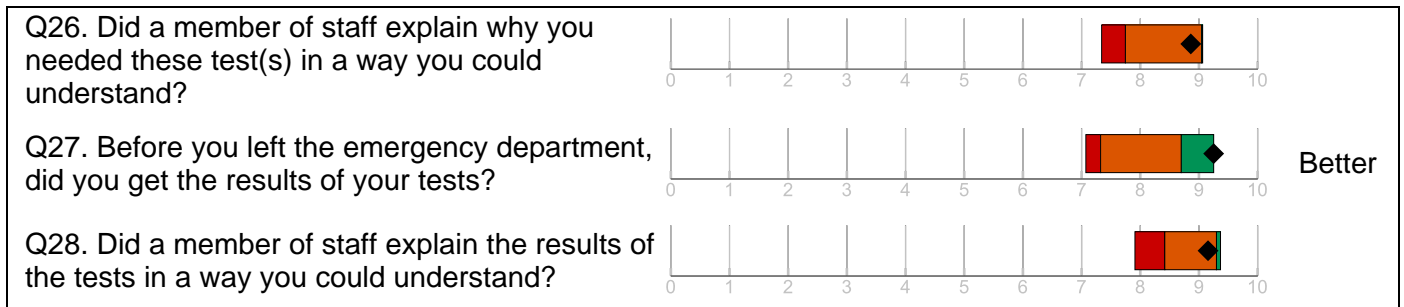 Q26. Did a member of staff explain why you
needed these test(s) in a way you could
understand?
0 1 2 3 4 5 6 7 8 9 10
Q27. Before you left the emergency department,
did you get the results of your tests?
Better
0 1 2 3 4 5 6 7 8 9 10
Q28. Did a member of staff explain the results of
the tests in a way you could understand?
0 1 2 3 4 5 6 7 8 9 10